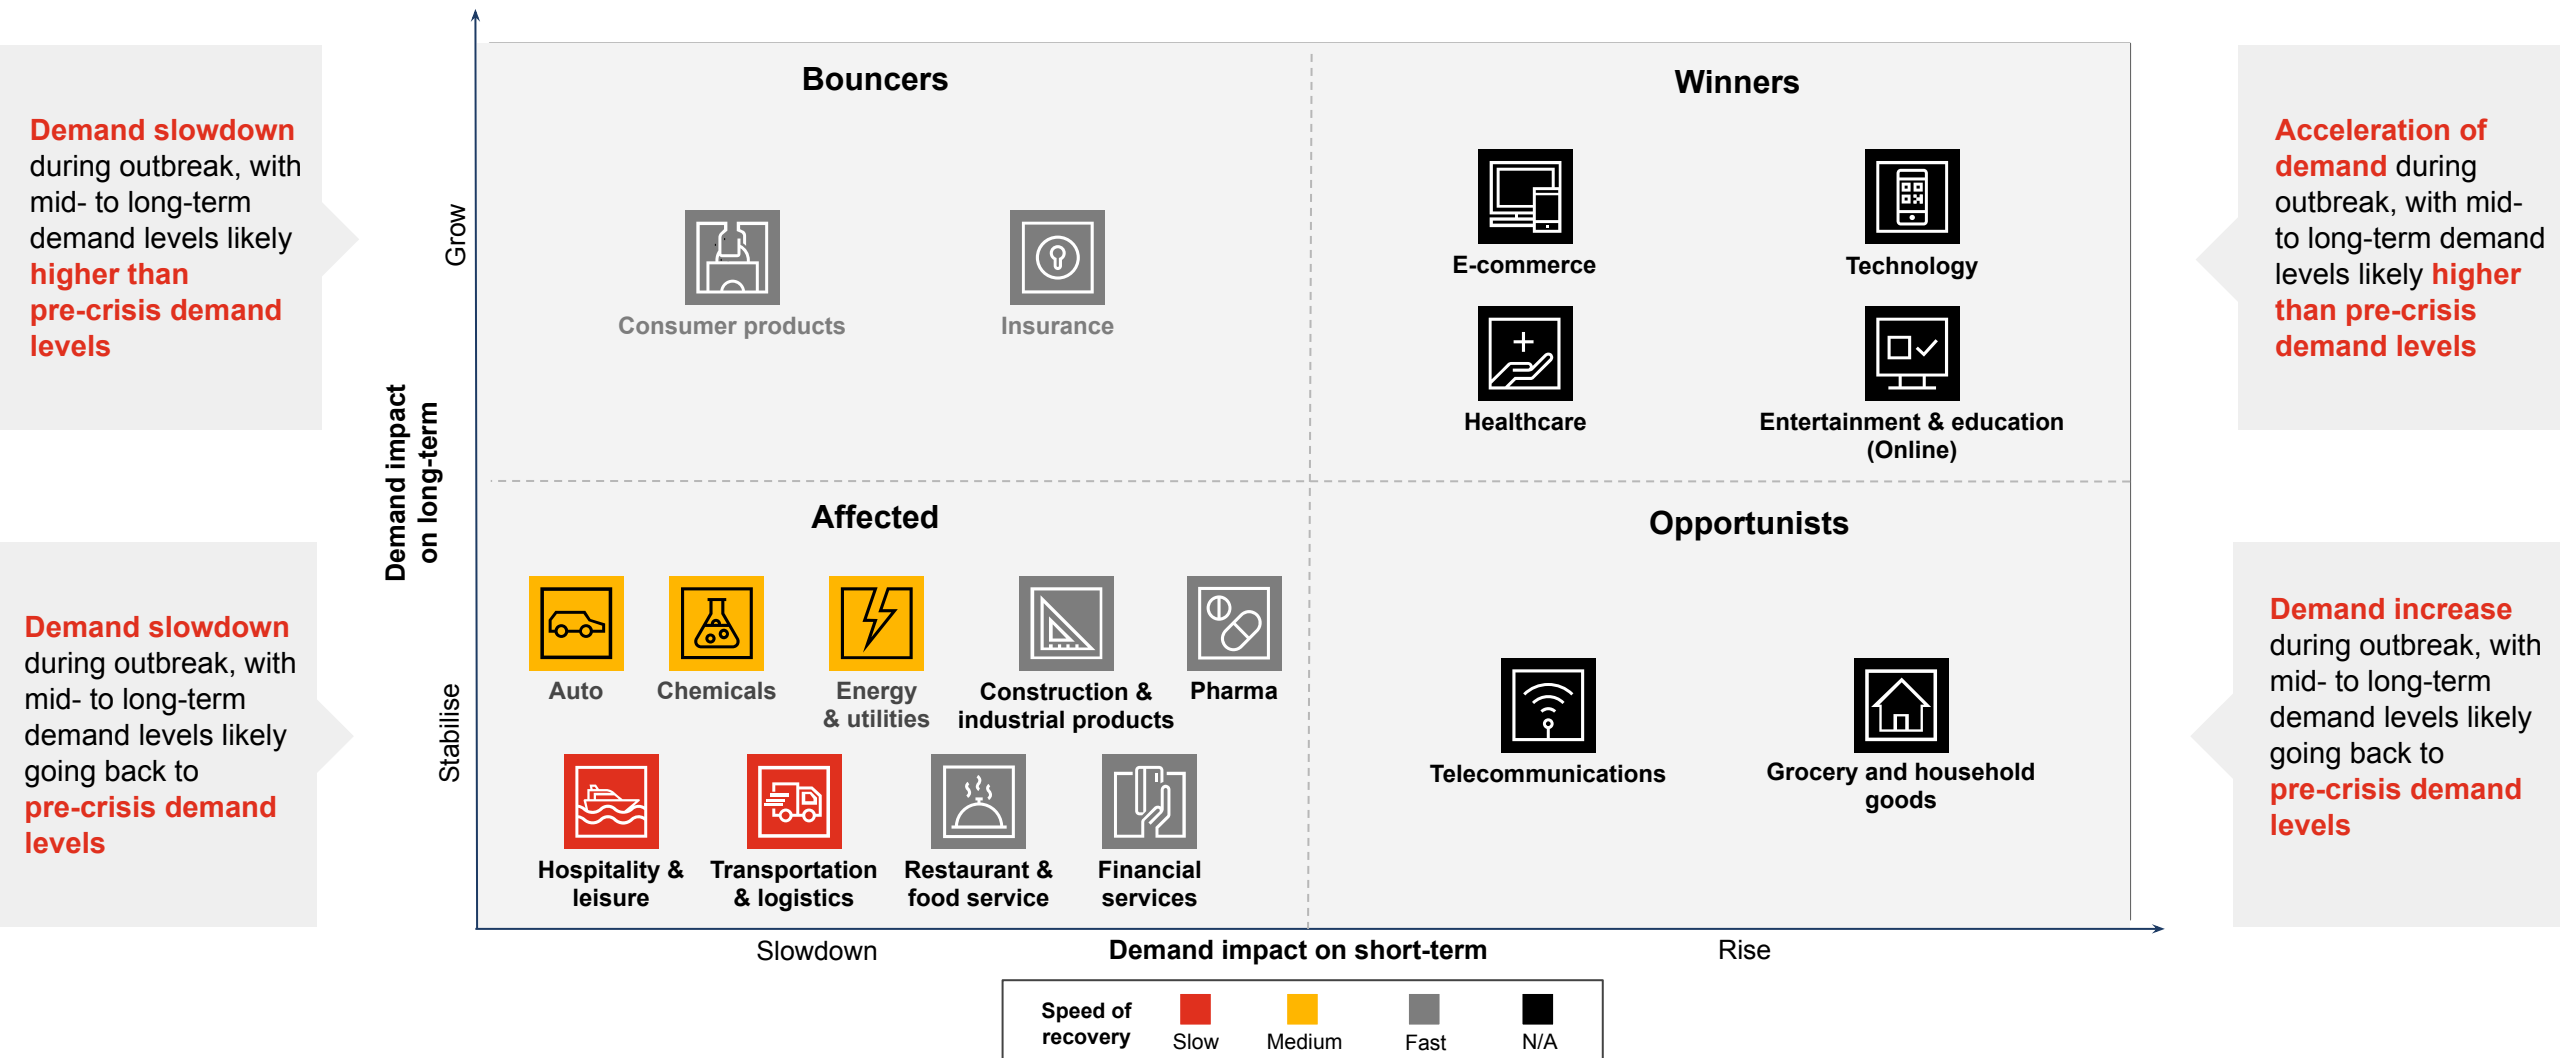 Demand slowdown
during outbreak, with
mid- to long-term
demand levels likely
higher than
pre-crisis demand
levels
Demand slowdown
during outbreak, with
mid- to long-term
demand levels likely
going back to
pre-crisis demand
levels
Demand impact
on long-term
Grow
Stabilise
Bouncers
Consumer products
Insurance
Winners
E-commerce
Technology
Healthcare
Entertainment & education
(Online)
Affected
Auto
Chemicals
Energy
& utilities
Construction &
industrial products
Pharma
Hospitality &
leisure
Transportation
& logistics
Restaurant &
food service
Financial
services
Opportunists
Telecommunications
Grocery and household
goods
Slowdown
Demand impact on short-term
Rise
Speed of
recovery
Slow
Medium
Fast
N/A
Acceleration of
demand during
outbreak, with mid-
to long-term demand
levels likely higher
than pre-crisis
demand levels
Demand increase
during outbreak, with
mid- to long-term
demand levels likely
going back to
pre-crisis demand
levels